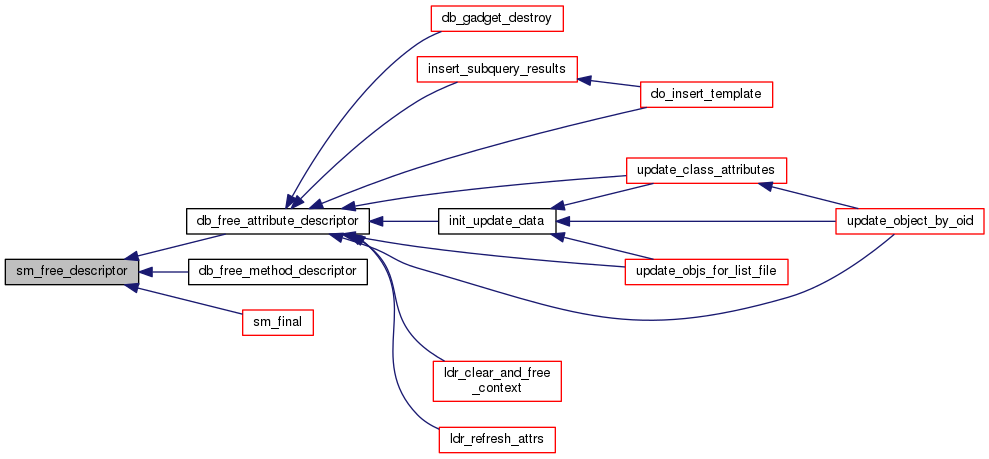 db_gadget_destroy
insert_subquery_results
do_insert_template
update_class_attributes
db_free_attribute_descriptor
init_update_data
update_object_by_oid
sm_free_descriptor
db_free_method_descriptor
update_objs_for_list_file
sm_final
ldr_clear_and_free
_context
ldr_refresh_attrs